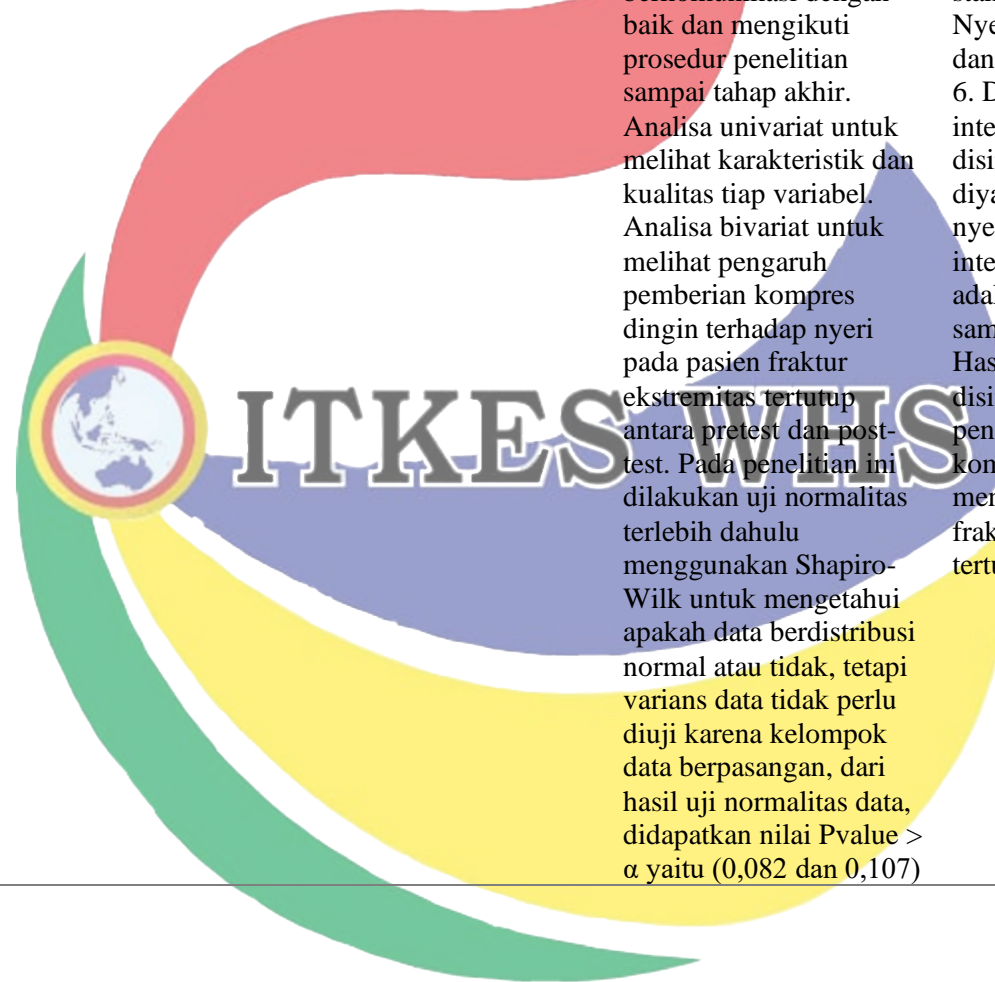 baik dan mengikuti
prosedur penelitian
sampai tahap akhir.
Analisa univariat untuk
melihat karakteristik dan
kualitas tiap variabel.
Analisa bivariat untuk
melihat pengaruh
pemberian kompres
dingin terhadap nyeri
pada pasien fraktur
ekstremitas tertutup
antara pretest dan post-
test. Pada penelitian ini
dilakukan uji normalitas
terlebih dahulu
menggunakan Shapiro-
Wilk untuk mengetahui
apakah data berdistribusi
normal atau tidak, tetapi
varians data tidak perlu
diuji karena kelompok
data berpasangan, dari
hasil uji normalitas data,
didapatkan nilai Pvalue >
α yaitu (0,082 dan 0,107)
dan
6. D
ITKES WHS